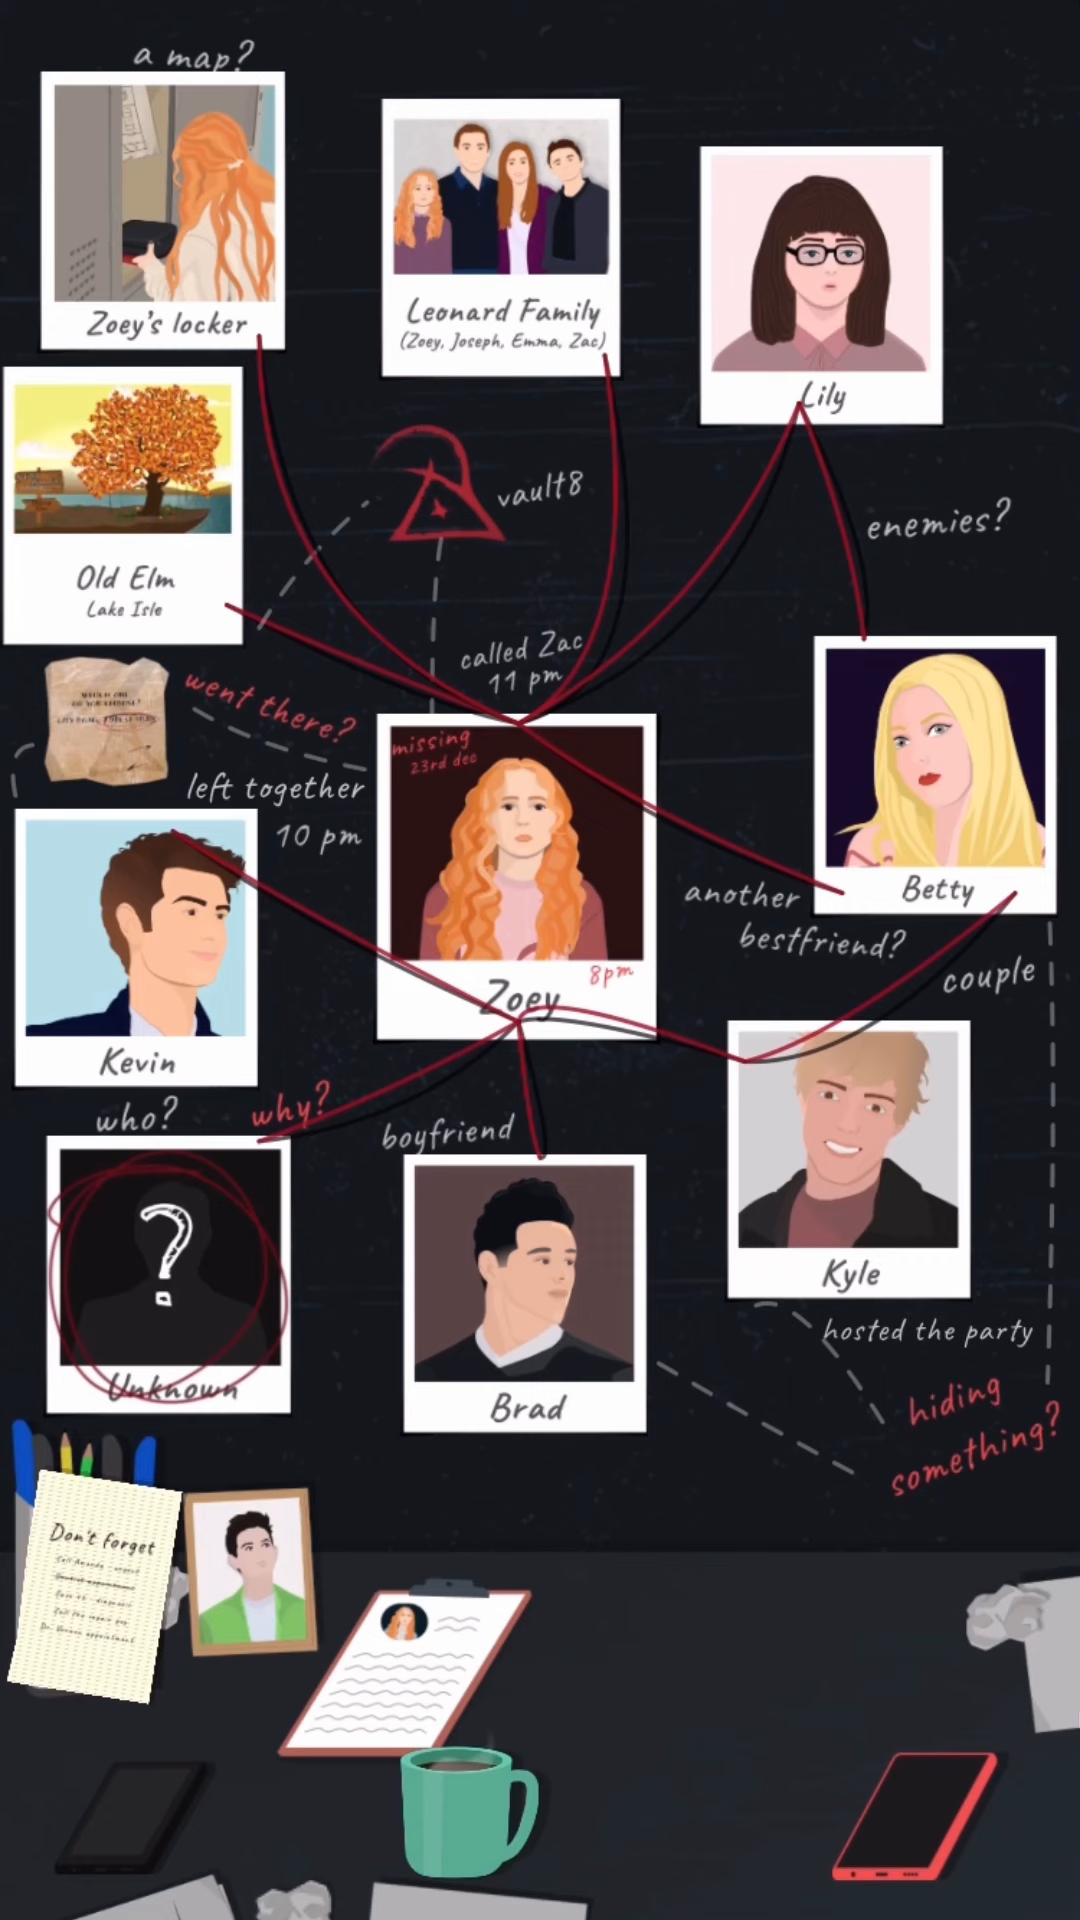 a map?
Zoey's locker
Leonard Family
(Zoey, Joseph, Emma, Zac)
Lily
vault8
enemies?
Old Elm
Lake Isle
called Zac
11 pm
went there?
missing
23rd dec
left together
10 pm
another
bestfriend?
Betty
couple
8pm
Zoey
Kevin
who?
why?
boyfriend
Kyle
hosted the party
Unknown
Brad
hiding
something?
Don't forget